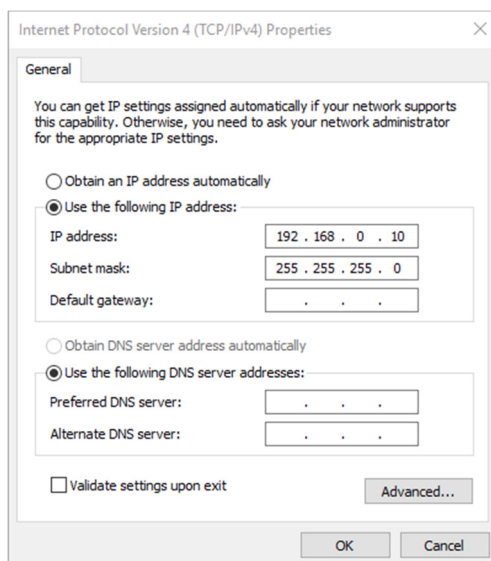 Internet Protocol Version 4 (TCP/IPv4) Properties
General
You can get IP settings assigned automatically if your network supports
this capability. Otherwise, you need to ask your network administrator
for the appropriate IP settings.
Obtain an IP address automatically
Use the following IP address:
IP address: 192 . 168 . 0 . 10
Subnet mask: 255 . 255 . 255 . 0
Default gateway: . . .
Obtain DNS server address automatically
Use the following DNS server addresses:
Preferred DNS server: . . .
Alternate DNS server: . . .
Validate settings upon exit
Advanced...
OK Cancel